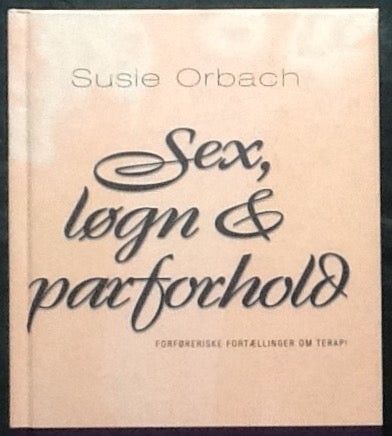 Susie Orbach
Sex,
løgn &
parforhold
FORFØRERISKE FORTÆLLINGER OM TERAPI